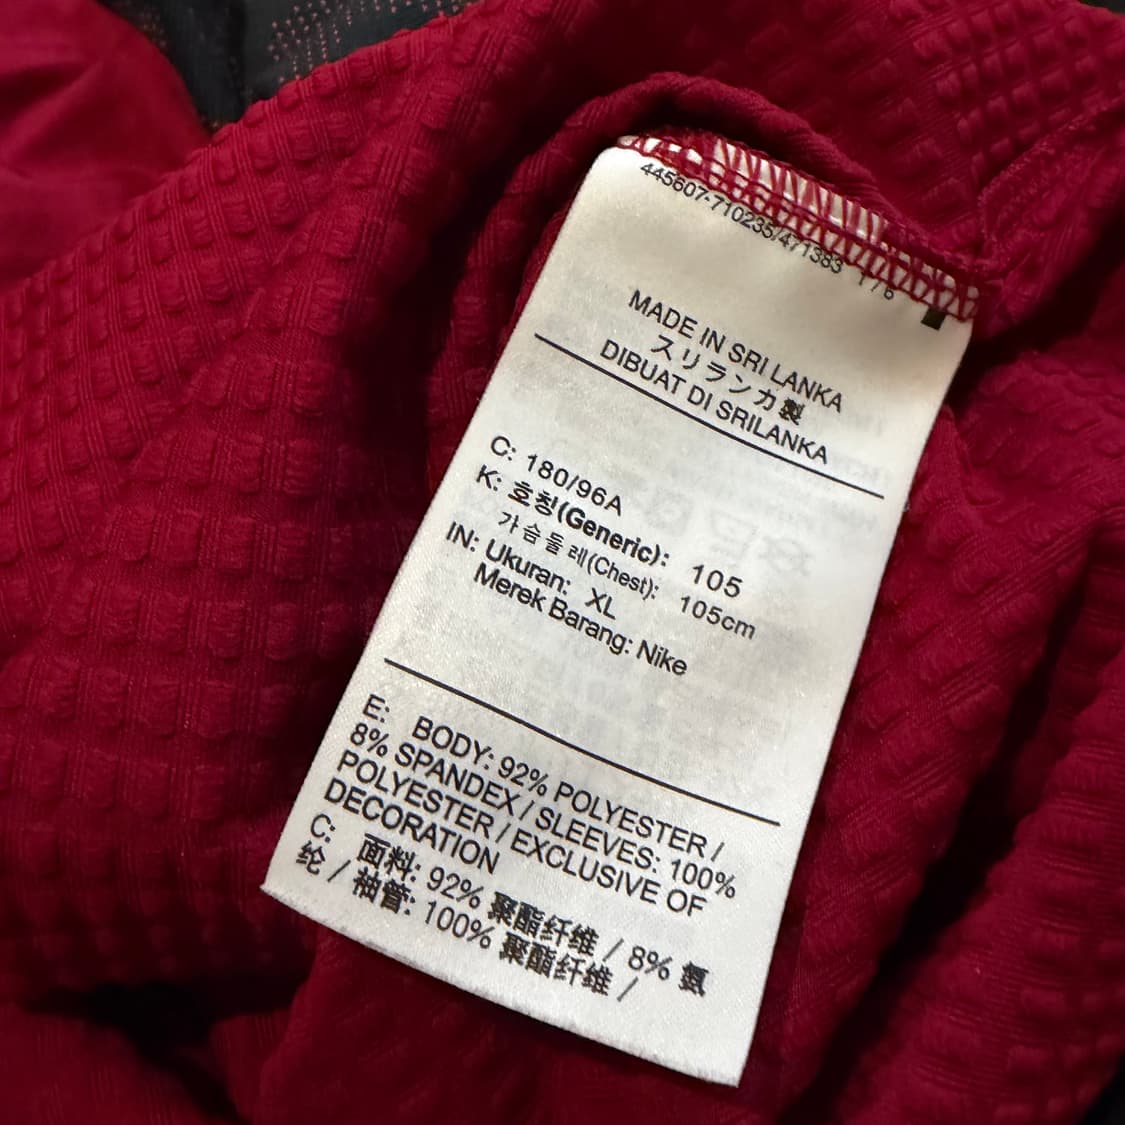 445607-710235/471383 1 / 6
MADE IN SRI LANKA
スリランカ製
DIBUAT DI SRILANKA
C: 180/96A
K: 호칭(Generic): 105
가슴둘레(Chest): 105cm
IN: Ukuran: XL
Merek Barang: Nike
E: BODY: 92% POLYESTER /
8% SPANDEX / SLEEVES: 100%
POLYESTER / EXCLUSIVE OF
DECORATION
C: 面料: 92% 聚酯纤维 / 8% 氨
纶 / 袖管: 100% 聚酯纤维 /